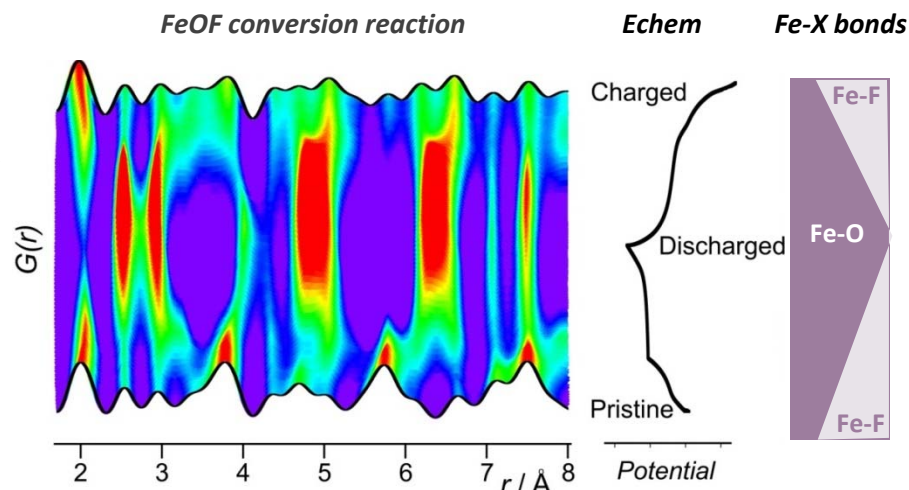 FeOF conversion reaction
Echem
Fe-X bonds
Charged
Fe-F
Fe-O
Discharged
G(r)
Pristine
Fe-F
2 3 4 5 6 7 8
r / Å
Potential